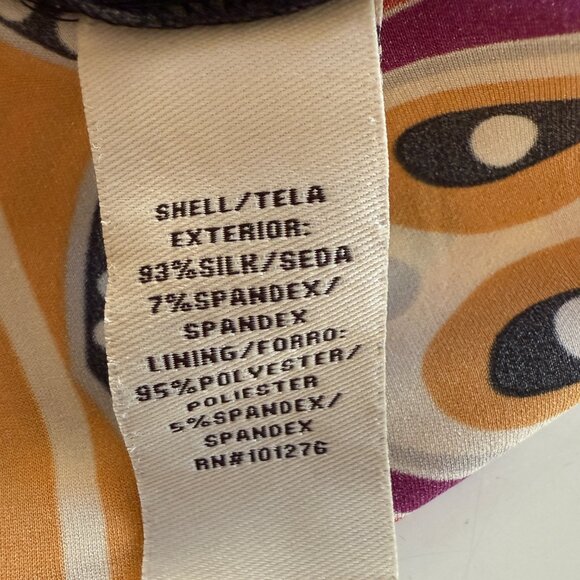 SHELL/TELA
EXTERIOR:
93%SILK/SEDA
7%SPANDEX/
SPANDEX
LINING/FORRO:
95%POLYESTER/
POLIESTER
5%SPANDEX/
SPANDEX
RN#101276